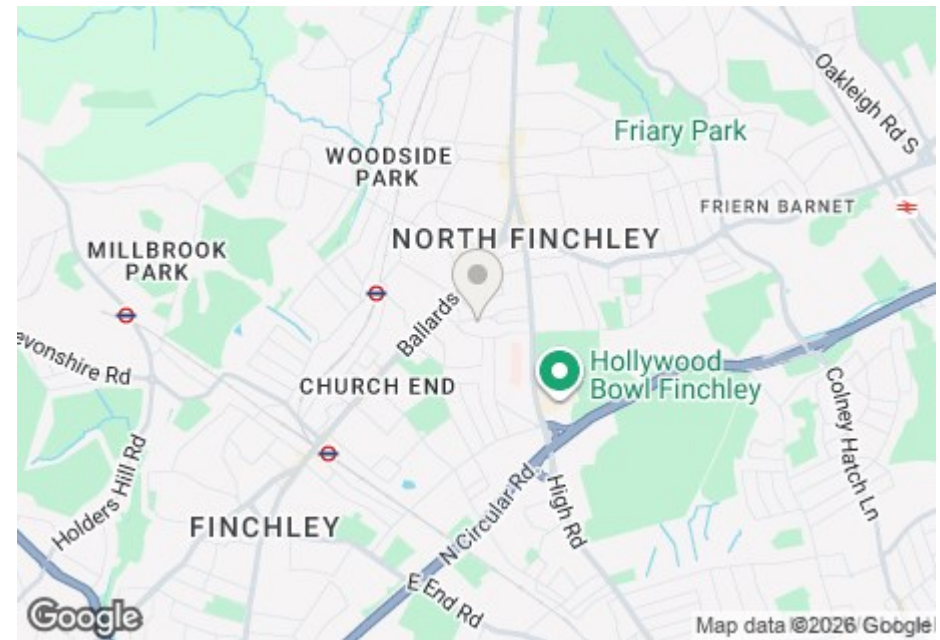 Oakleigh Rd S
Friary Park
WOODSIDE
PARK
FRIERN BARNET
NORTH FINCHLEY
MILLBROOK
PARK
Ballards
evonshire Rd
Hollywood
Bowl Finchley
CHURCH END
Colney Hatch Ln
Holders Hill Rd
High Rd
N Circular Rd
FINCHLEY
E End Rd
Google
Map data ©2026 Google